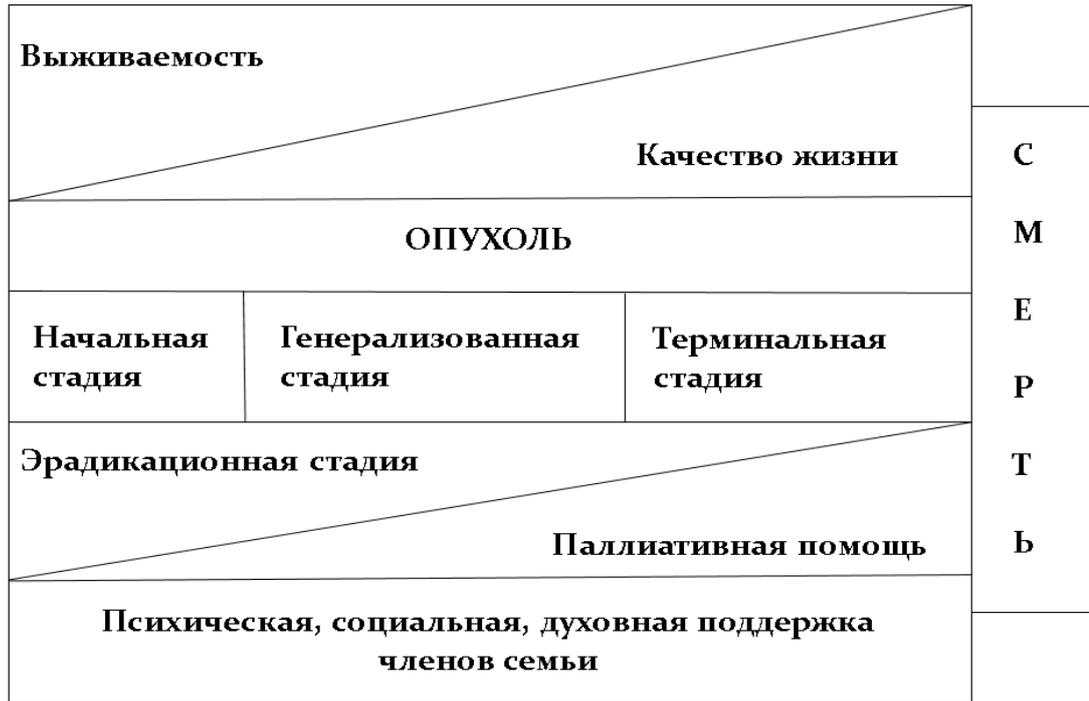 Выживаемость
Качество жизни
ОПУХОЛЬ
Начальная
стадия
Генерализованная
стадия
Терминальная
стадия
Эрадикационная стадия
Паллиативная помощь
Психическая, социальная, духовная поддержка
членов семьи
С
М
Е
Р
Т
Ь